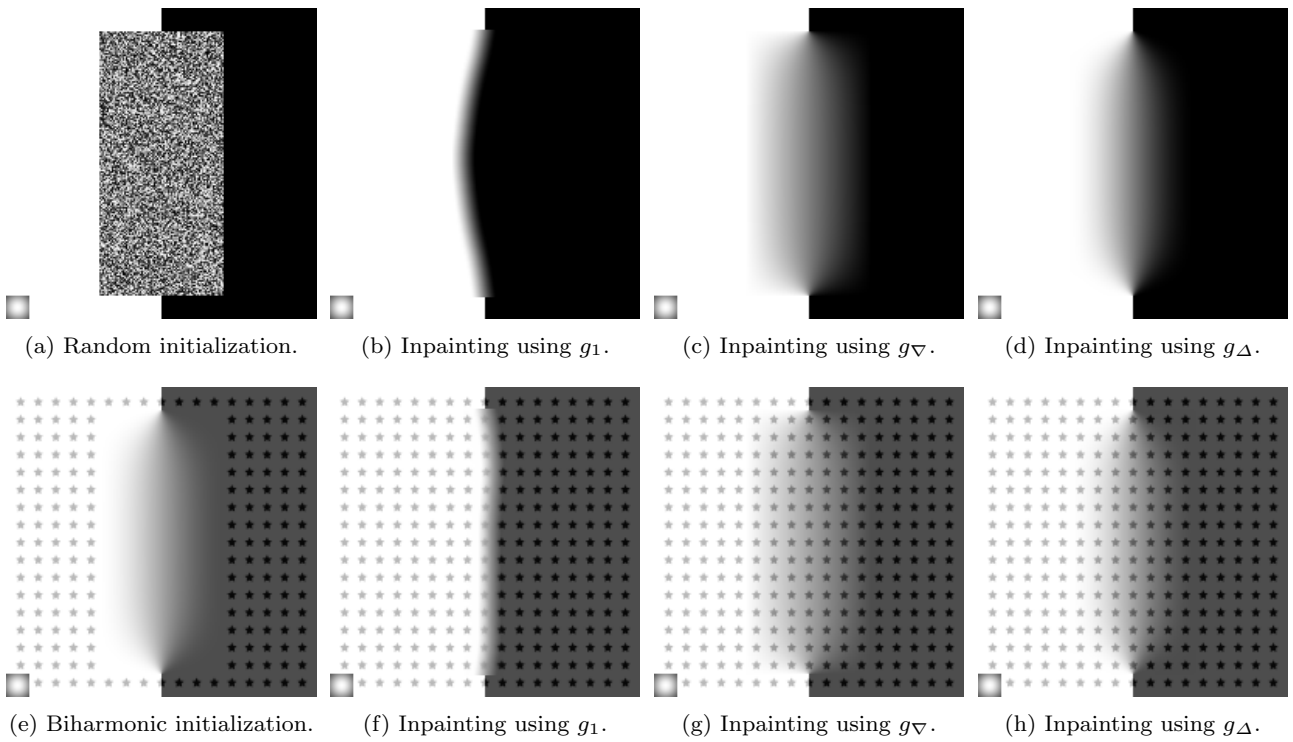 (a) Random initialization.
(b) Inpainting using g₁.
(c) Inpainting using g∇.
(d) Inpainting using gΔ.
(e) Biharmonic initialization.
(f) Inpainting using g₁.
(g) Inpainting using g∇.
(h) Inpainting using gΔ.